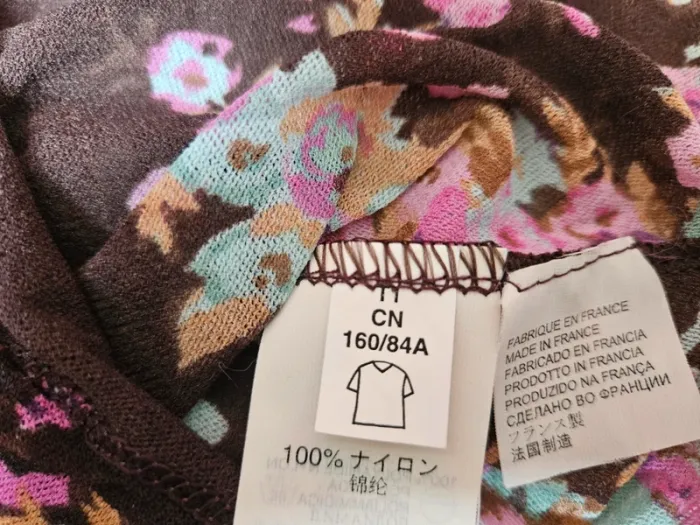 CN
160/84A
100% ナイロン
锦纶
FABRIQUE EN FRANCE
MADE IN FRANCE
FABRICADO EN FRANCIA
PRODOTTO IN FRANCIA
PRODUZIDO NA FRANÇA
СДЕЛАНО ВО ФРАНЦИИ
フランス製
法国制造